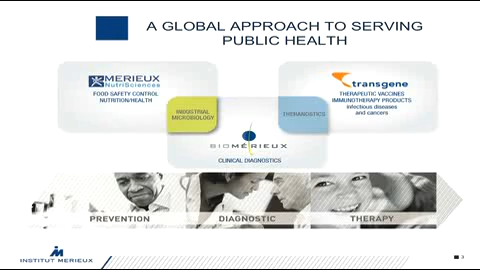 A GLOBAL APPROACH TO SERVING
PUBLIC HEALTH
MERIEUX
NutriSciences
FOOD SAFETY CONTROL
NUTRITION/HEALTH
transgene
THERAPEUTIC VACCINES
IMMUNOTHERAPY PRODUCTS
Infectious diseases
and cancers
INDUSTRIAL
MICROBIOLOGY
THERANOSTICS
BIOMÉRIEUX
CLINICAL DIAGNOSTICS
PREVENTION
DIAGNOSTIC
THERAPY
INSTITUT MERIEUX
3